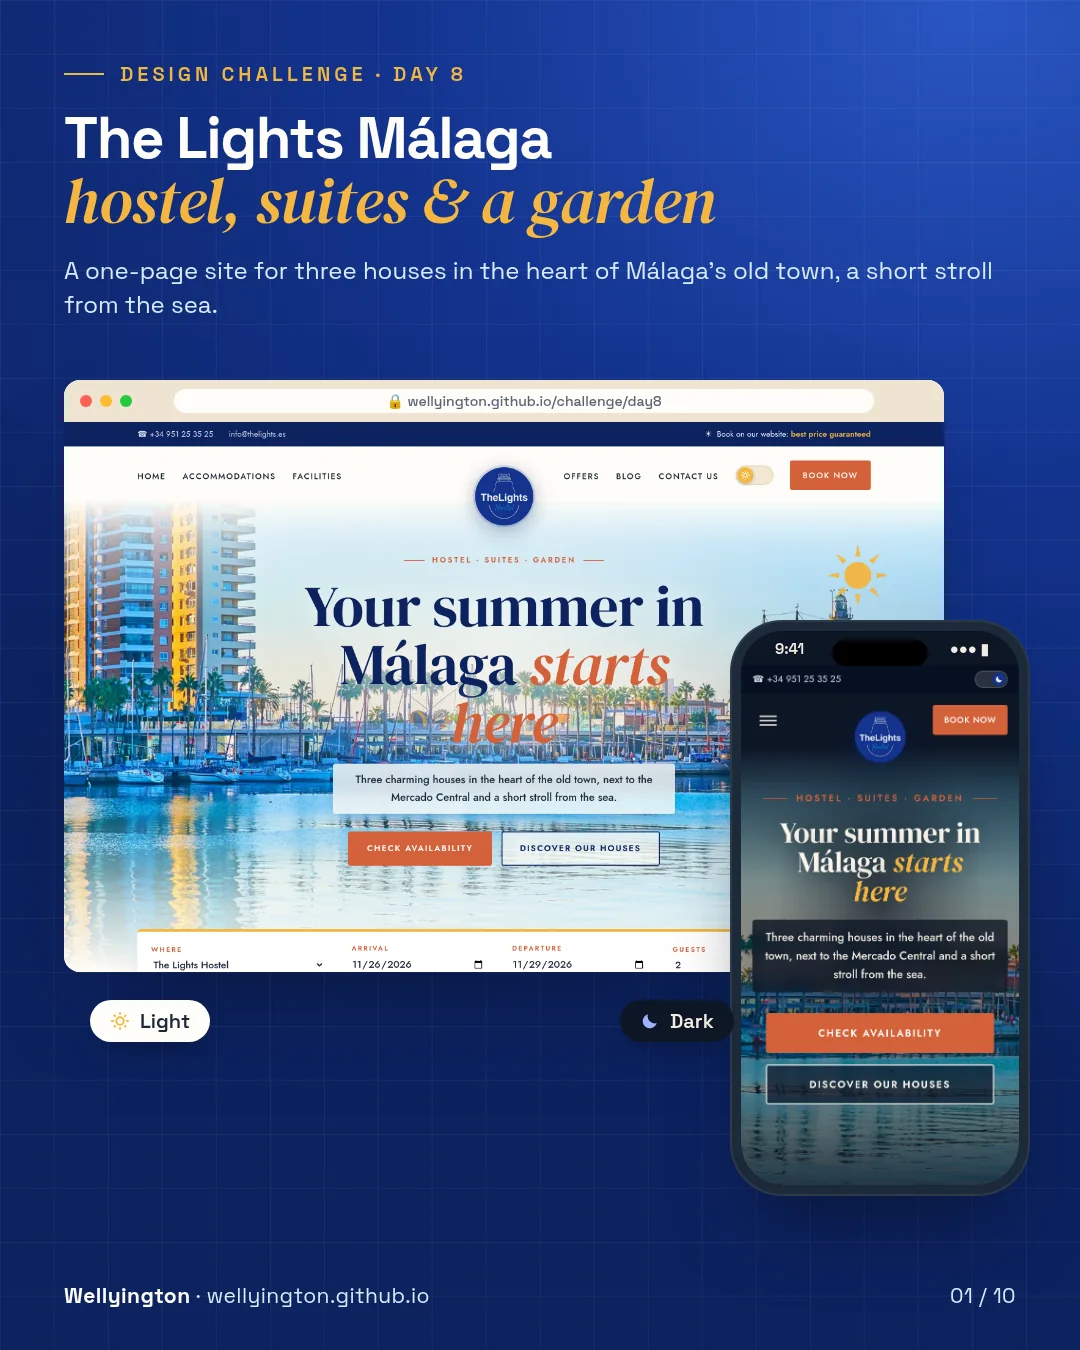 DESIGN CHALLENGE · DAY 8
The Lights Málaga
hostel, suites & a garden
A one-page site for three houses in the heart of Málaga’s old town, a short stroll
from the sea.
wellyington.github.io/challenge/day8
☎ +34 951 25 35 25 info@thelights.es ☀ Book on our website: best price guaranteed
HOME ACCOMMODATIONS FACILITIES OFFERS BLOG CONTACT US BOOK NOW
TheLights
Hostel
HOSTEL · SUITES · GARDEN
Your summer in
Málaga starts
here
Three charming houses in the heart of the old town, next to the
Mercado Central and a short stroll from the sea.
CHECK AVAILABILITY DISCOVER OUR HOUSES
WHERE ARRIVAL DEPARTURE GUESTS
The Lights Hostel 11/26/2026 11/29/2026 2
Light
Dark
9:41
☎ +34 951 25 35 25
BOOK NOW
TheLights
Hostel
HOSTEL · SUITES · GARDEN
Your summer in
Málaga starts
here
Three charming houses in the heart of the old
town, next to the Mercado Central and a short
stroll from the sea.
CHECK AVAILABILITY
DISCOVER OUR HOUSES
Wellyington · wellyington.github.io
01 / 10